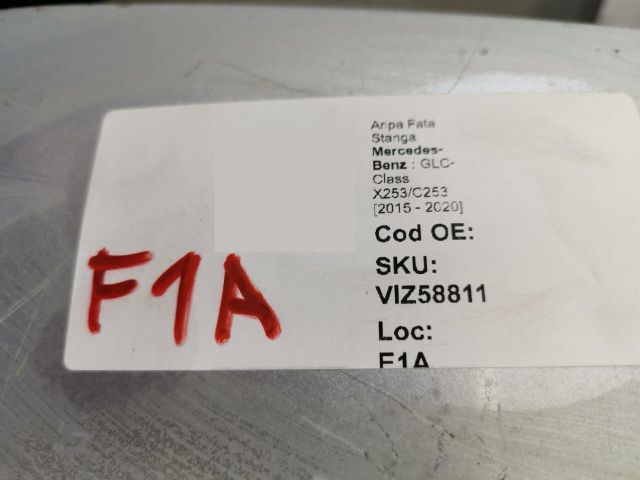 Aripa Fata
Stanga
Mercedes-
Benz : GLC-
Class
X253/C253
[2015 - 2020]
Cod OE:
SKU:
VIZ58811
Loc:
F1A
F1A